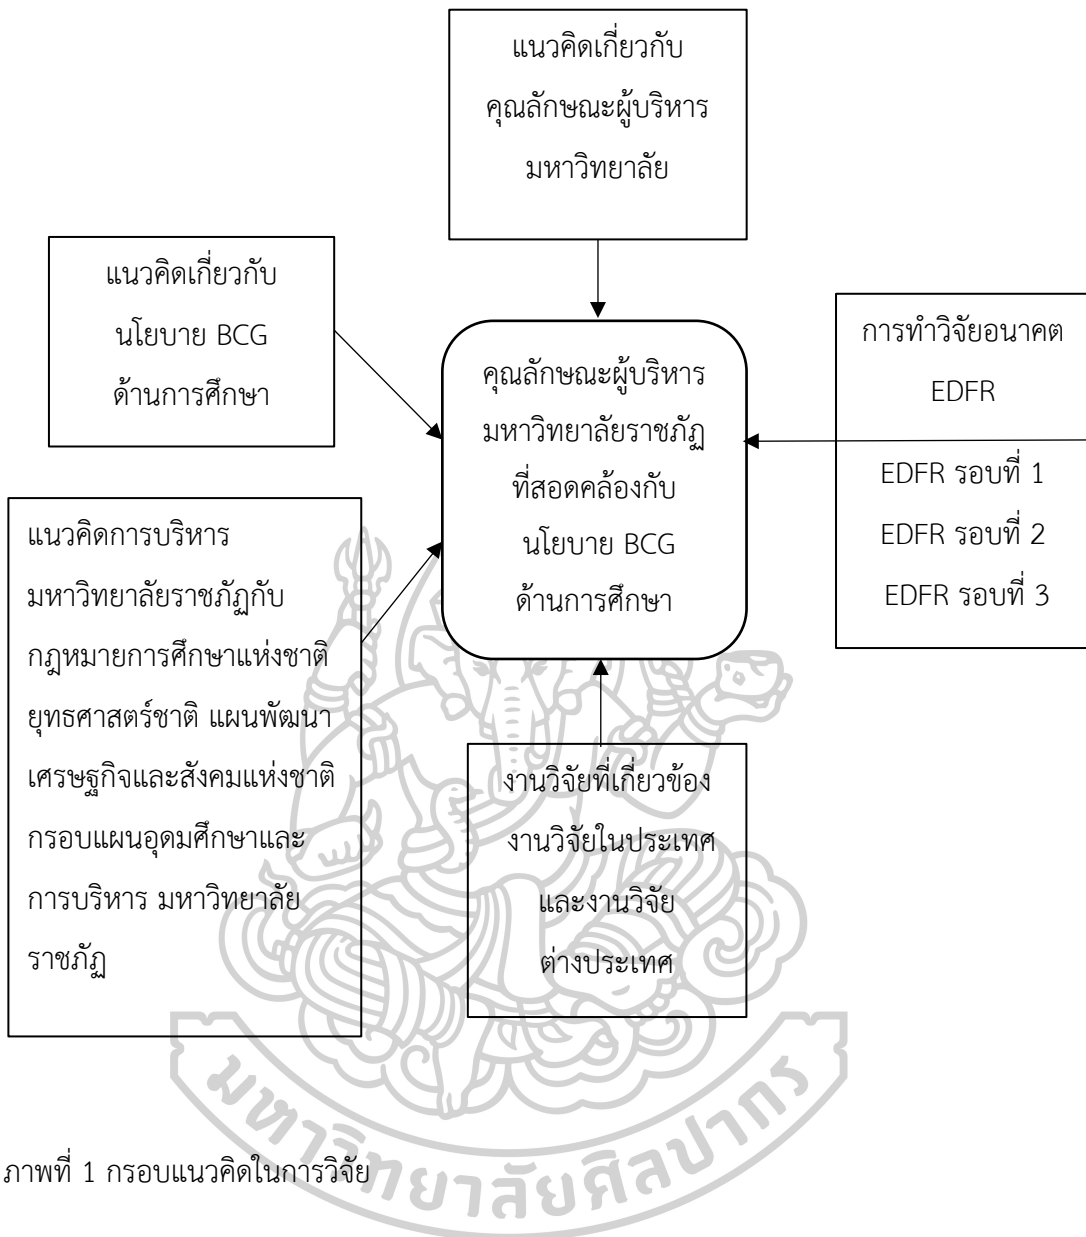 แนวคิดเกี่ยวกับ
คุณลักษณะผู้บริหาร
มหาวิทยาลัย
แนวคิดเกี่ยวกับ
นโยบาย BCG
ด้านการศึกษา
การทำวิจัยอนาคต
EDFR
EDFR รอบที่ 1
EDFR รอบที่ 2
EDFR รอบที่ 3
คุณลักษณะผู้บริหาร
มหาวิทยาลัยราชภัฏ
ที่สอดคล้องกับ
นโยบาย BCG
ด้านการศึกษา
แนวคิดการบริหาร
มหาวิทยาลัยราชภัฏกับ
กฎหมายการศึกษาแห่งชาติ
ยุทธศาสตร์ชาติ แผนพัฒนา
เศรษฐกิจและสังคมแห่งชาติ
กรอบแผนอุดมศึกษาและ
การบริหาร มหาวิทยาลัย
ราชภัฏ
งานวิจัยที่เกี่ยวข้อง
งานวิจัยในประเทศ
และงานวิจัย
ต่างประเทศ
มหาวิทยาลัยศิลปากร
ภาพที่ 1 กรอบแนวคิดในการวิจัย